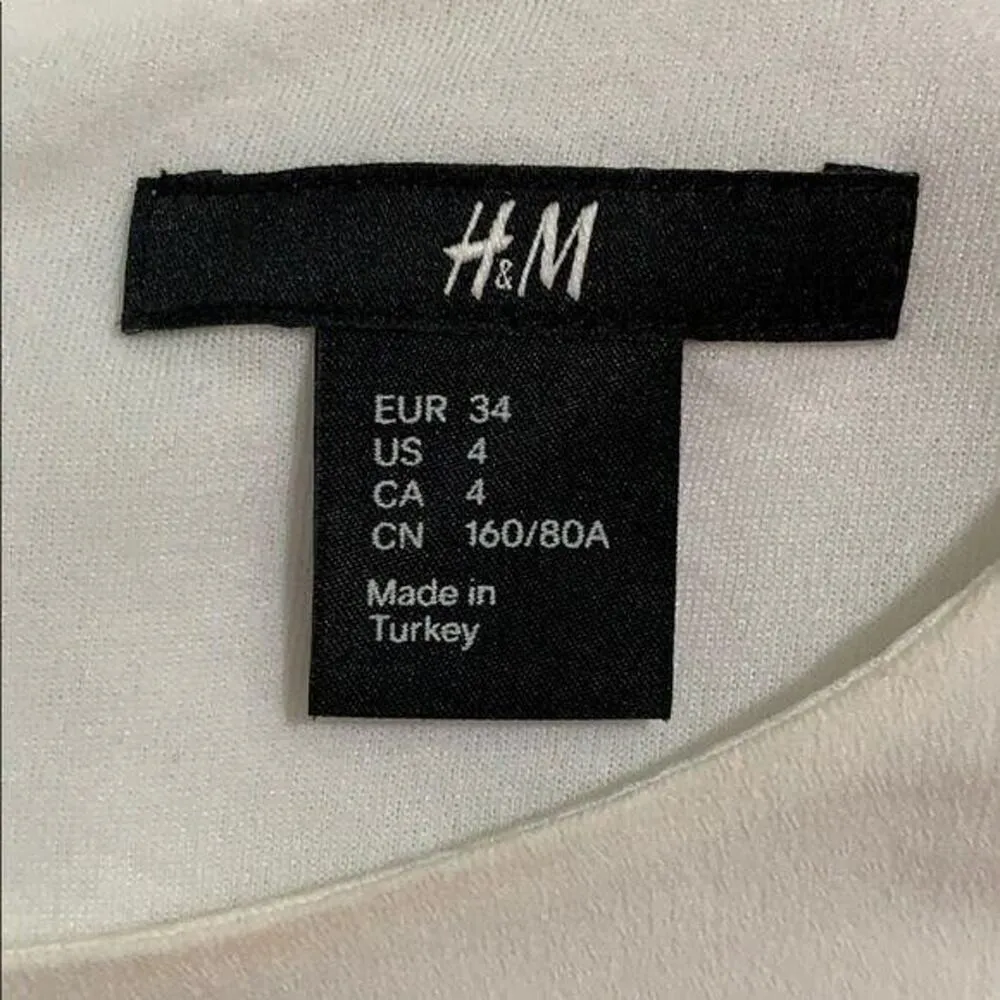 H&M
EUR 34
US 4
CA 4
CN 160/80A
Made in
Turkey